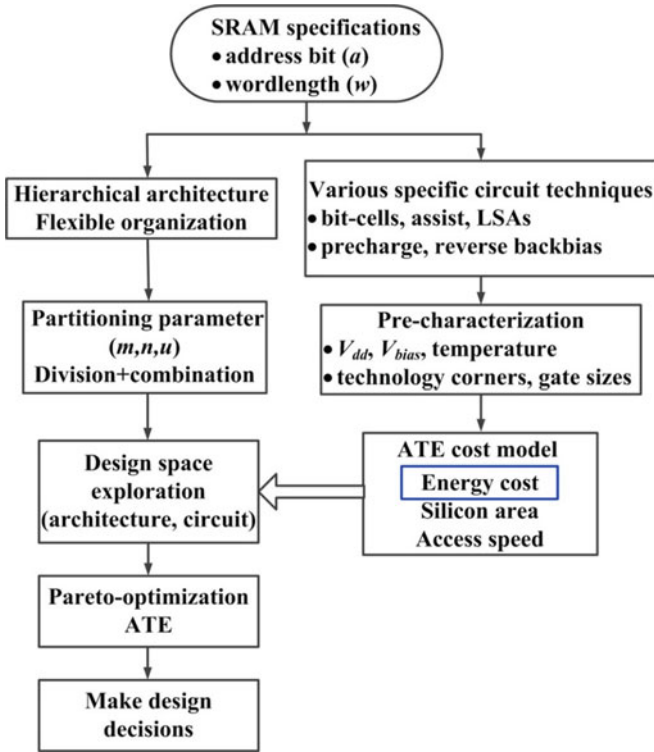 SRAM specifications
• address bit (a)
• wordlength (w)
Hierarchical architecture
Flexible organization
Various specific circuit techniques
• bit-cells, assist, LSAs
• precharge, reverse backbias
Partitioning parameter
(m,n,u)
Division+combination
Pre-characterization
• Vdd, Vbias, temperature
• technology corners, gate sizes
Design space
exploration
(architecture, circuit)
ATE cost model
Energy cost
Silicon area
Access speed
Pareto-optimization
ATE
Make design
decisions